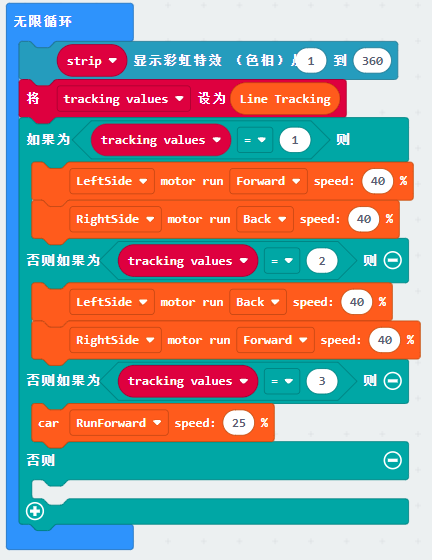 无限循环
strip 显示彩虹特效 （色相）从 1 到 360
将 tracking values 设为 Line Tracking
如果为 tracking values = 1 则
LeftSide motor run Forward speed: 40 %
RightSide motor run Back speed: 40 %
否则如果为 tracking values = 2 则
LeftSide motor run Back speed: 40 %
RightSide motor run Forward speed: 40 %
否则如果为 tracking values = 3 则
car RunForward speed: 25 %
否则